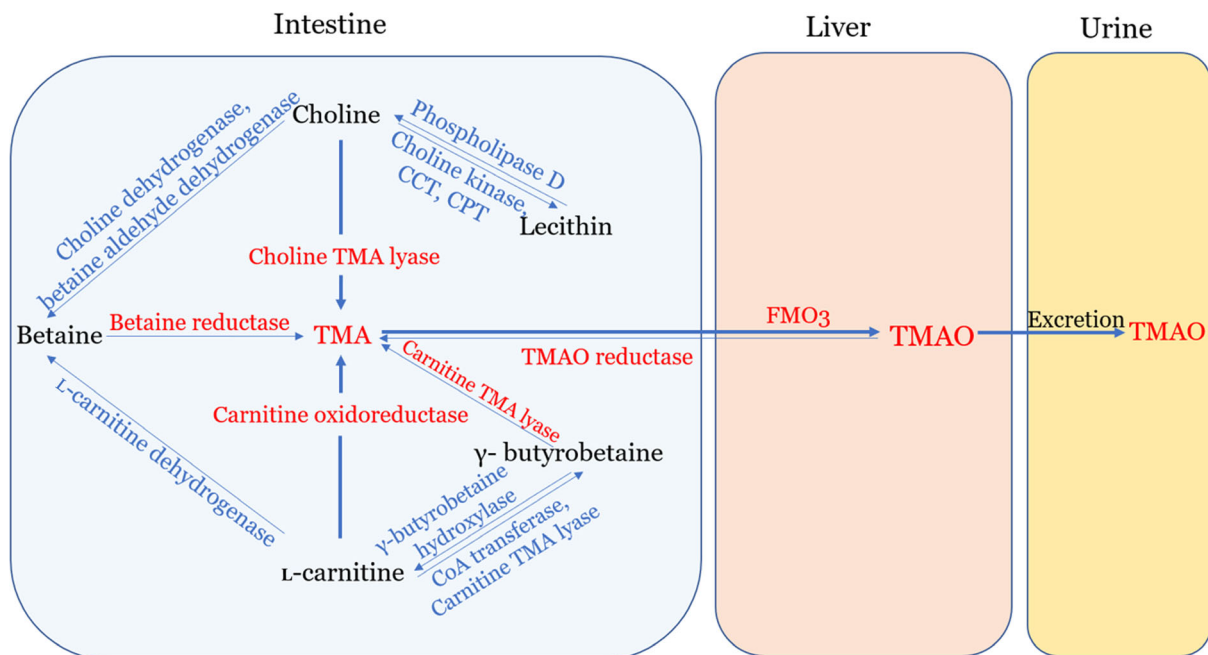 Intestine
Liver
Urine
Choline dehydrogenase,
betaine aldehyde dehydrogenase
Choline
Phospholipase D
Choline kinase,
CCT, CPT
Lecithin
Choline TMA lyase
Betaine
Betaine reductase
TMA
FMO3
TMAO reductase
TMAO
Excretion
TMAO
Carnitine TMA lyase
Carnitine oxidoreductase
L-carnitine dehydrogenase
γ- butyrobetaine
γ-butyrobetaine
hydroxylase
CoA transferase,
Carnitine TMA lyase
L-carnitine